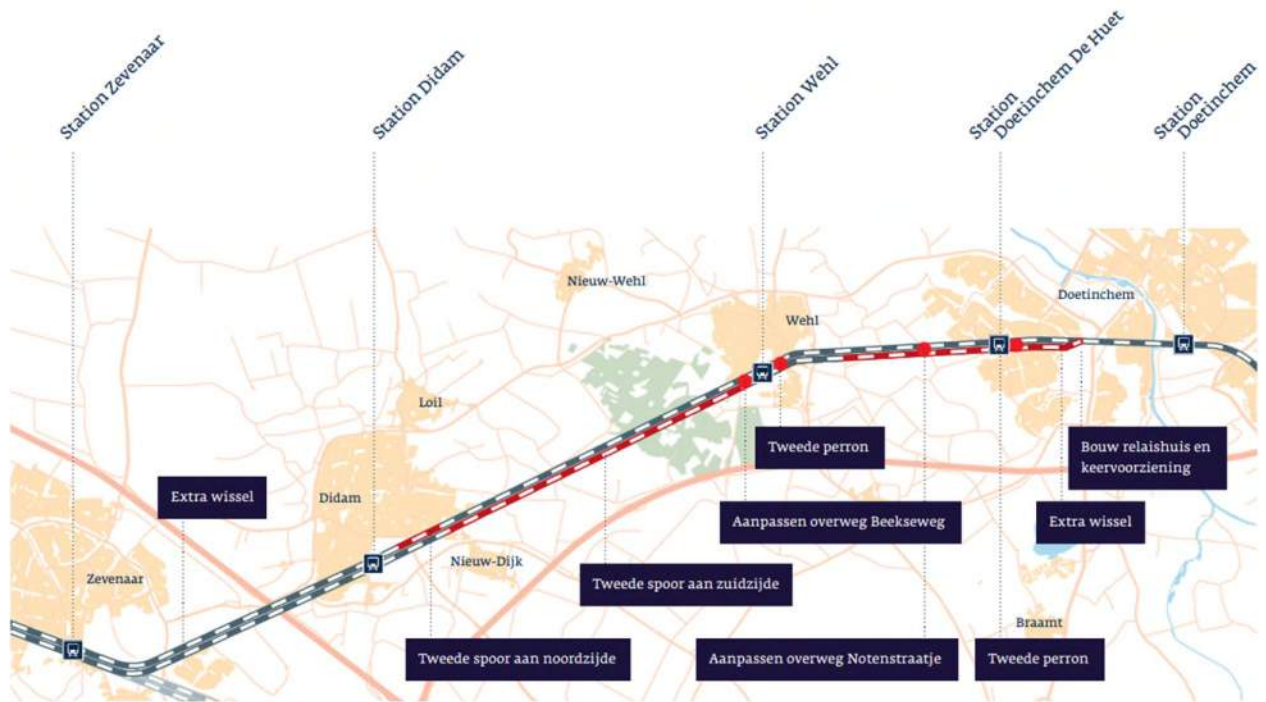 Station Zevenaar
Station Didam
Station Wehl
Station
Doetinchem De Huet
Station
Doetinchem
Nieuw-Wehl
Doetinchem
Wehl
Loil
Tweede perron
Bouw relaishuis en
keervoorziening
Extra wissel
Didam
Aanpassen overweg Beekseweg
Extra wissel
Nieuw-Dijk
Zevenaar
Tweede spoor aan zuidzijde
Braamt
Tweede spoor aan noordzijde
Aanpassen overweg Notenstraatje
Tweede perron